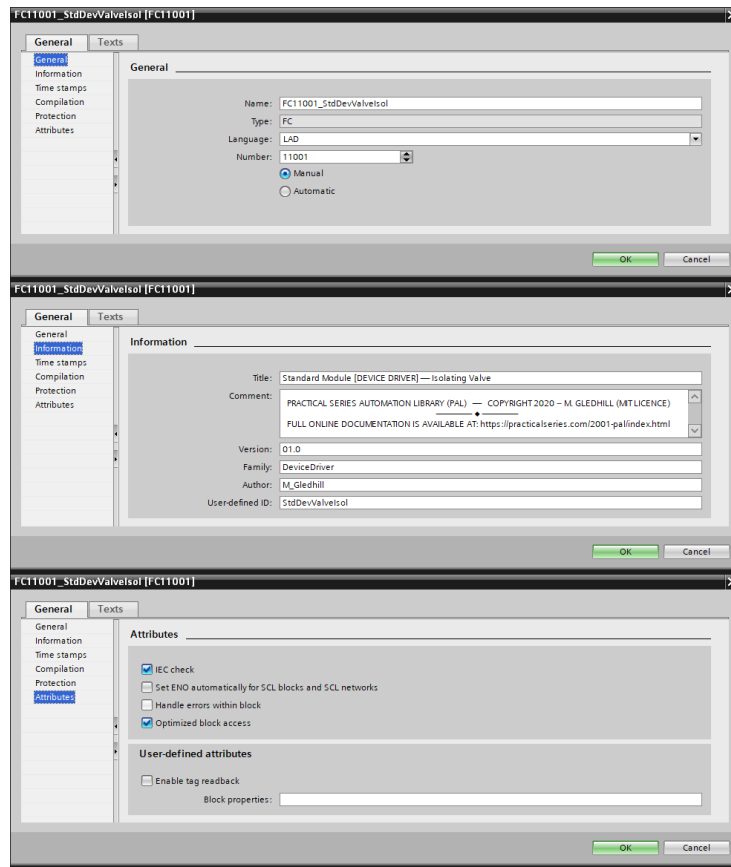 FC11001_StdDevValveIsol [FC11001]
General Texts
General
Information
Time stamps
Compilation
Protection
Attributes
General
Name: FC11001_StdDevValveIsol
Type: FC
Language: LAD
Number: 11001
Manual
Automatic
OK Cancel
FC11001_StdDevValveIsol [FC11001]
General Texts
General
Information
Time stamps
Compilation
Protection
Attributes
Information
Title: Standard Module [DEVICE DRIVER] — Isolating Valve
Comment:
PRACTICAL SERIES AUTOMATION LIBRARY (PAL) — COPYRIGHT 2020 – M. GLEDHILL (MIT LICENCE)
FULL ONLINE DOCUMENTATION IS AVAILABLE AT: https://practicalseries.com/2001-pal/index.html
Version: 01.0
Family: DeviceDriver
Author: M_Gledhill
User-defined ID: StdDevValveIsol
OK Cancel
FC11001_StdDevValveIsol [FC11001]
General Texts
General
Information
Time stamps
Compilation
Protection
Attributes
Attributes
IEC check
Set ENO automatically for SCL blocks and SCL networks
Handle errors within block
Optimized block access
User-defined attributes
Enable tag readback
Block properties:
OK Cancel